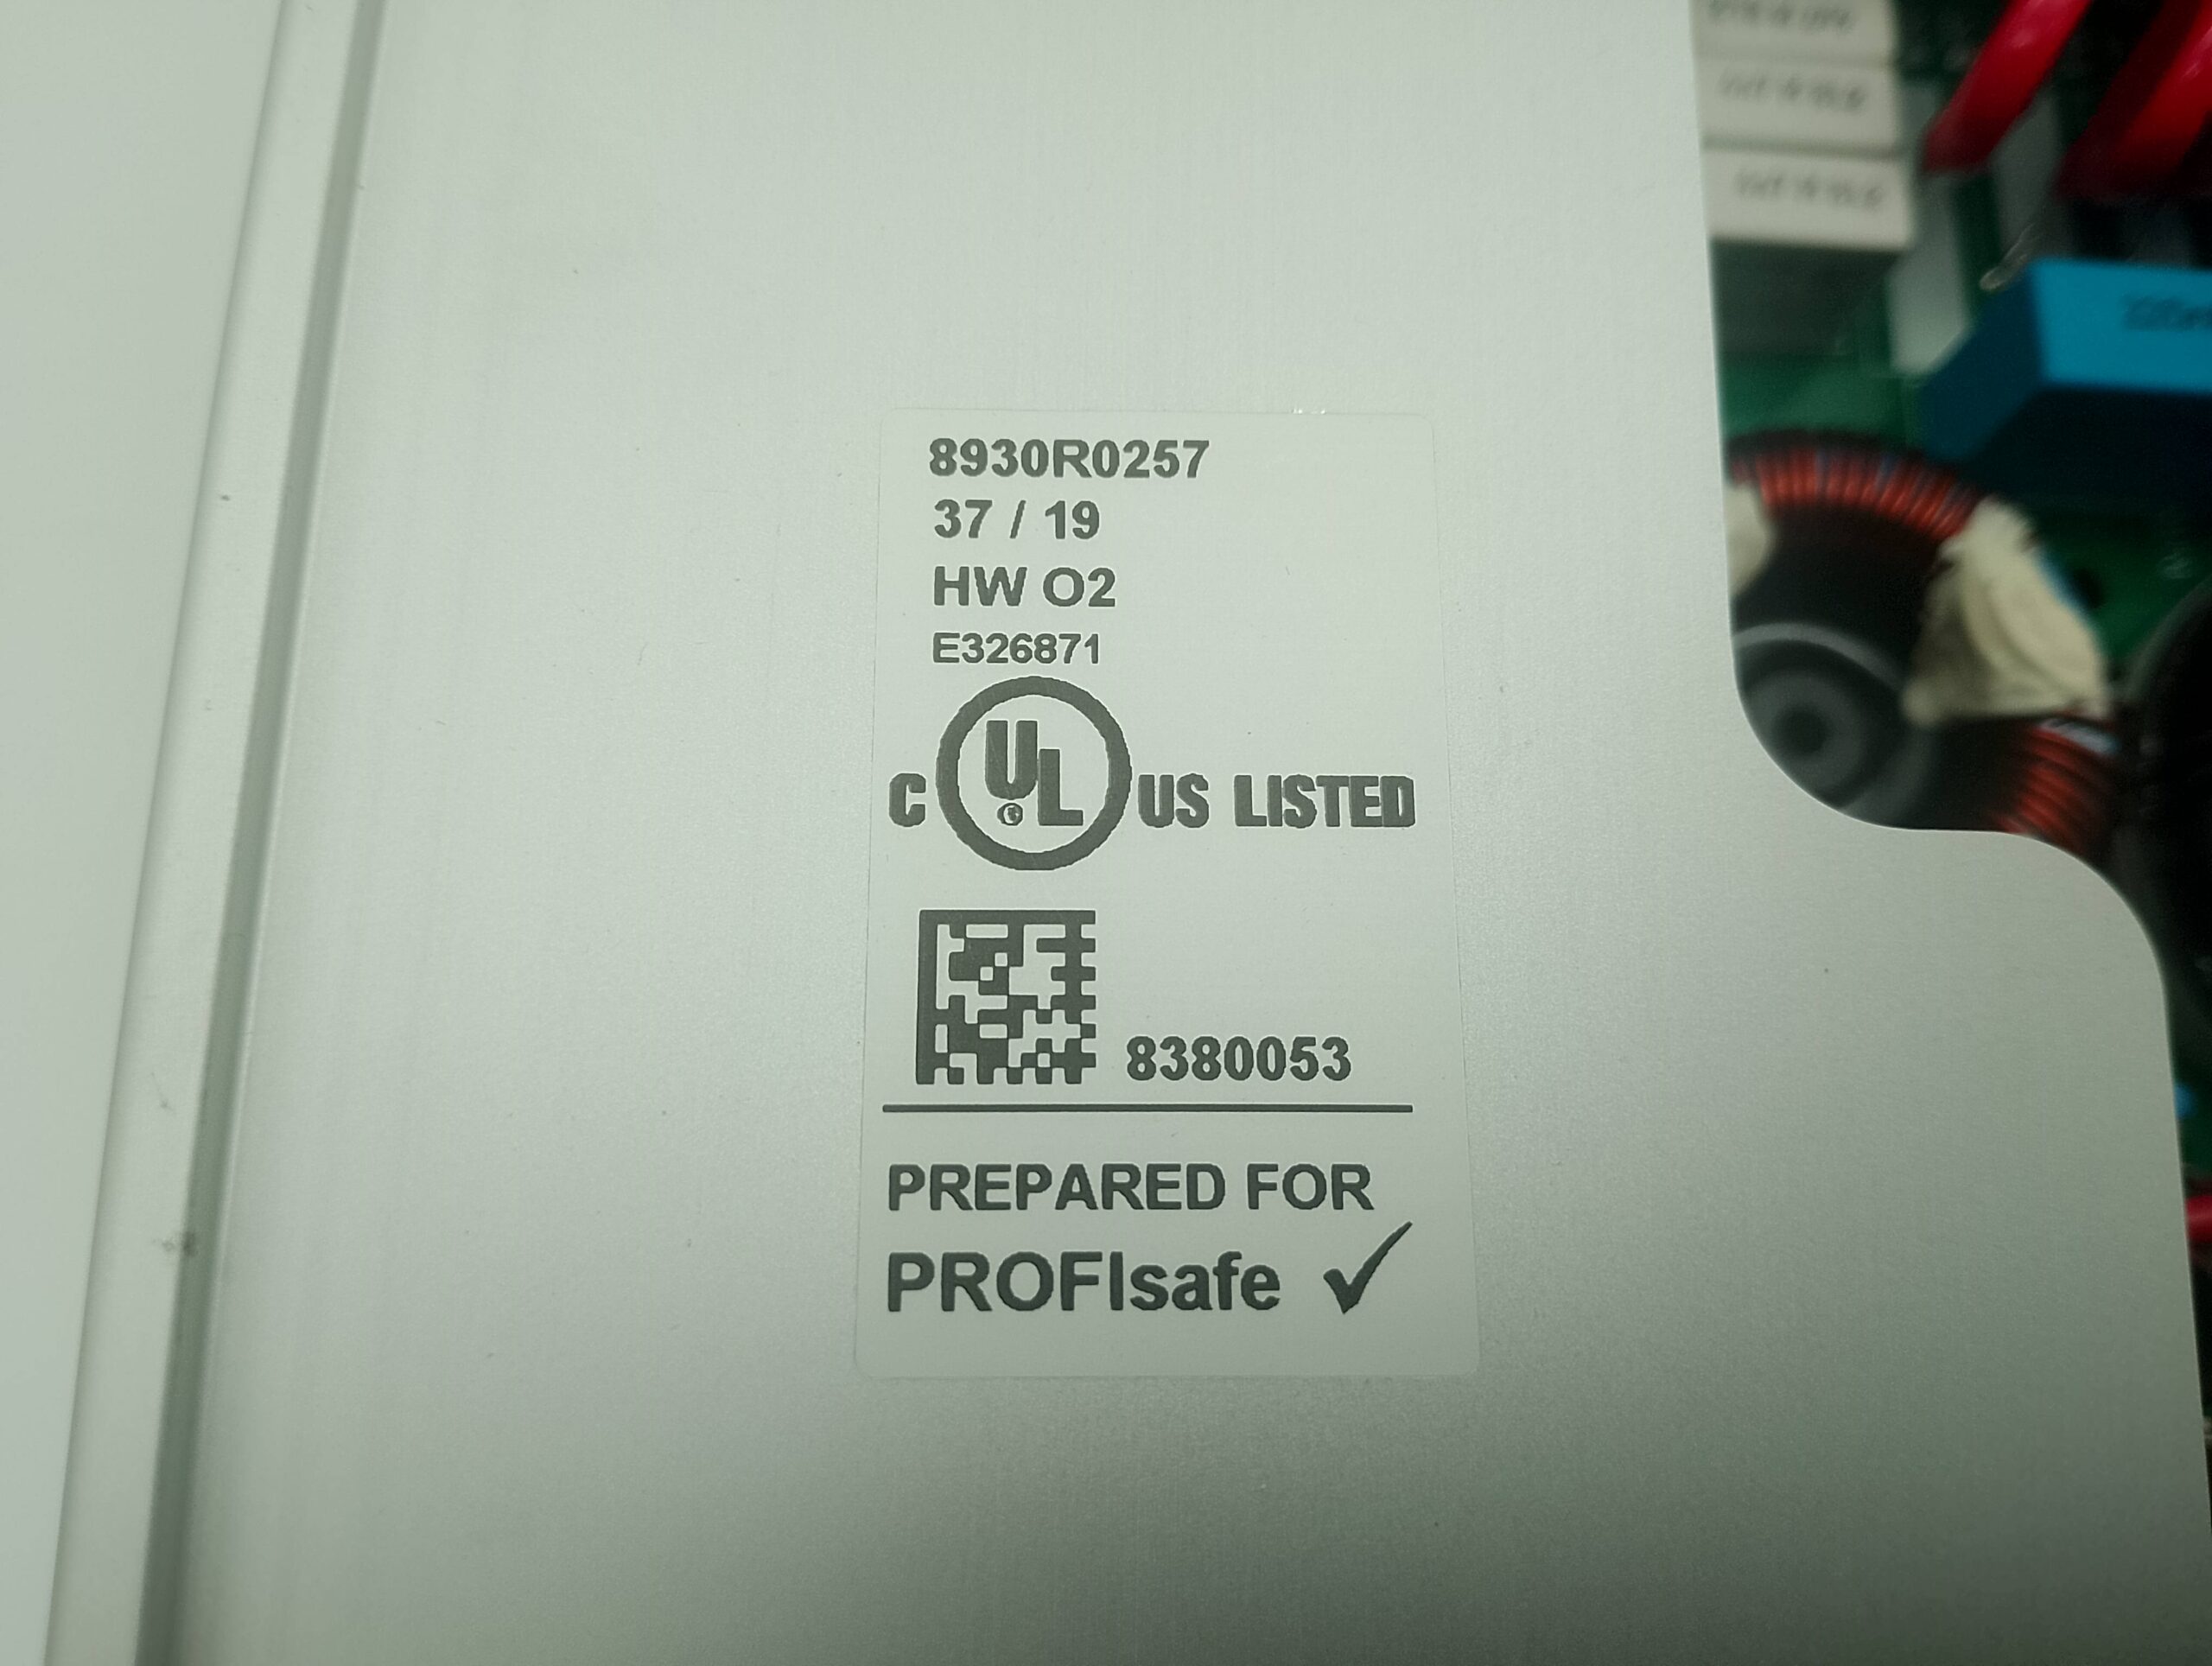 8930R0257
37 / 19
HW O2
E326871
C UL US LISTED
8380053
PREPARED FOR
PROFIsafe ✓